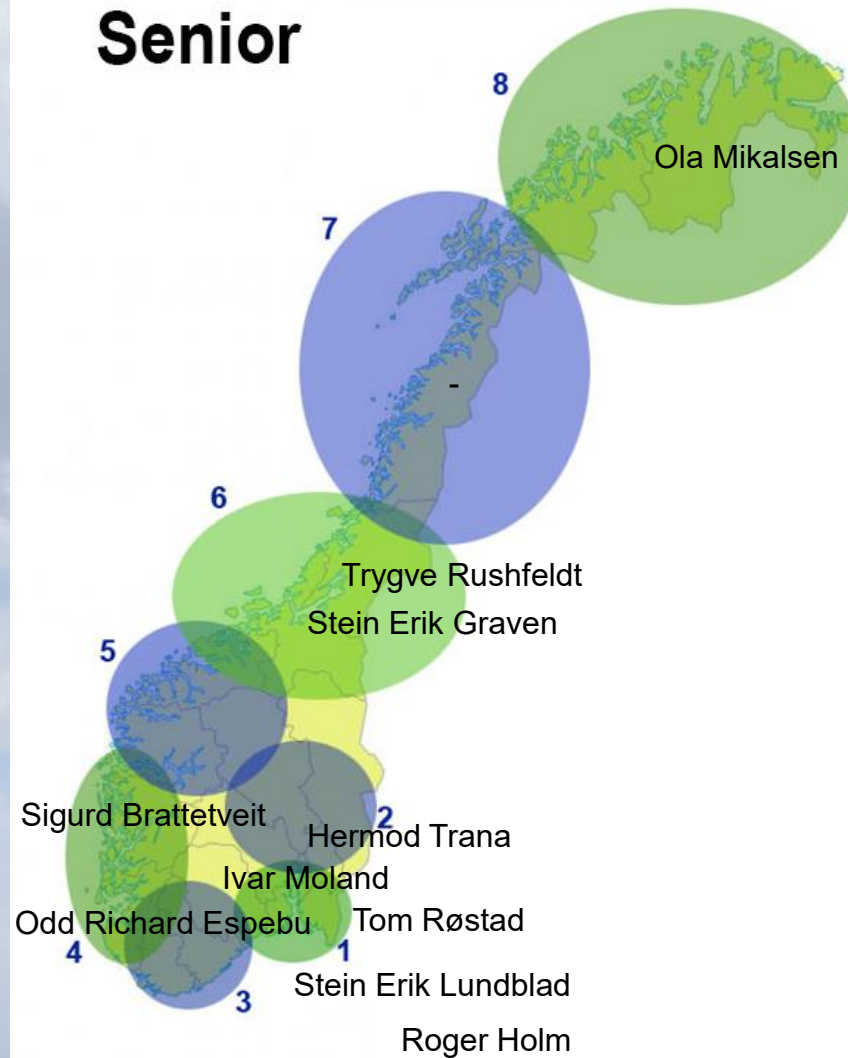 Senior
8
Ola Mikalsen
7
-
6
Trygve Rushfeldt
Stein Erik Graven
5
Sigurd Brattetveit
2
Hermod Trana
Ivar Moland
Odd Richard Espebu
Tom Røstad
4
1
Stein Erik Lundblad
3
Roger Holm